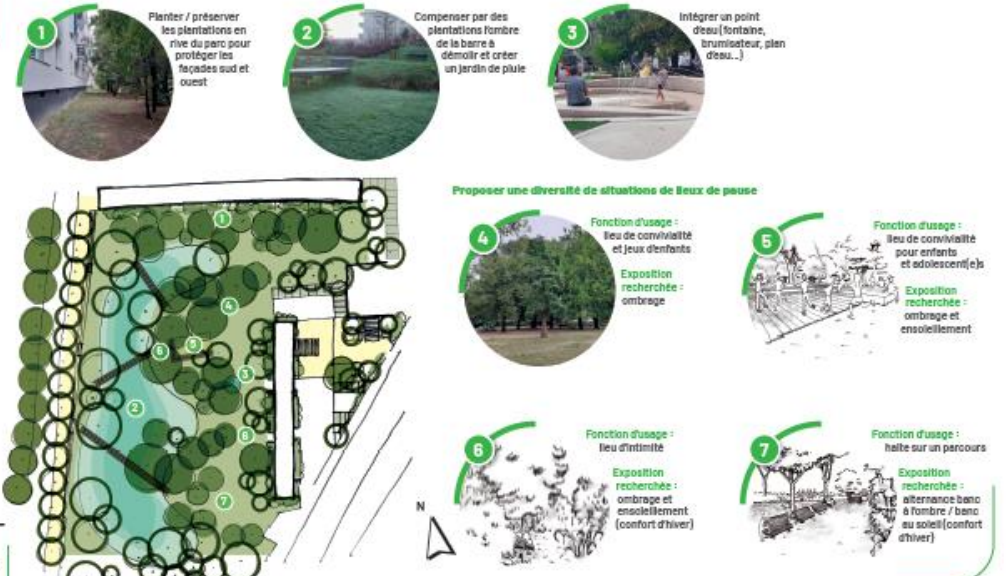 1
Planter / préserver
les plantations en
rive du parc pour
protéger les
façades sud et
ouest
2
Compenser par des
plantations l'ombre
de la barre à
démolir et créer
un jardin de pluie
3
Intégrer un point
d'eau (fontaine,
brumisateur, plan
d'eau...)
Proposer une diversité de situations de lieux de pause
4
Fonction d'usage :
lieu de convivialité
et jeux d'enfants
Exposition
recherchée :
ombrage
5
Fonction d'usage :
lieu de convivialité
pour enfants
et adolescent(e)s
Exposition
recherchée :
ombrage et
ensoleillement
6
Fonction d'usage :
lieu d'intimité
Exposition
recherchée :
ombrage et
ensoleillement
(confort d'hiver)
7
Fonction d'usage :
halte sur un parcours
Exposition
recherchée :
alternance banc
à l'ombre / banc
au soleil (confort
d'hiver)
1
4
5
6
3
2
6
7
N